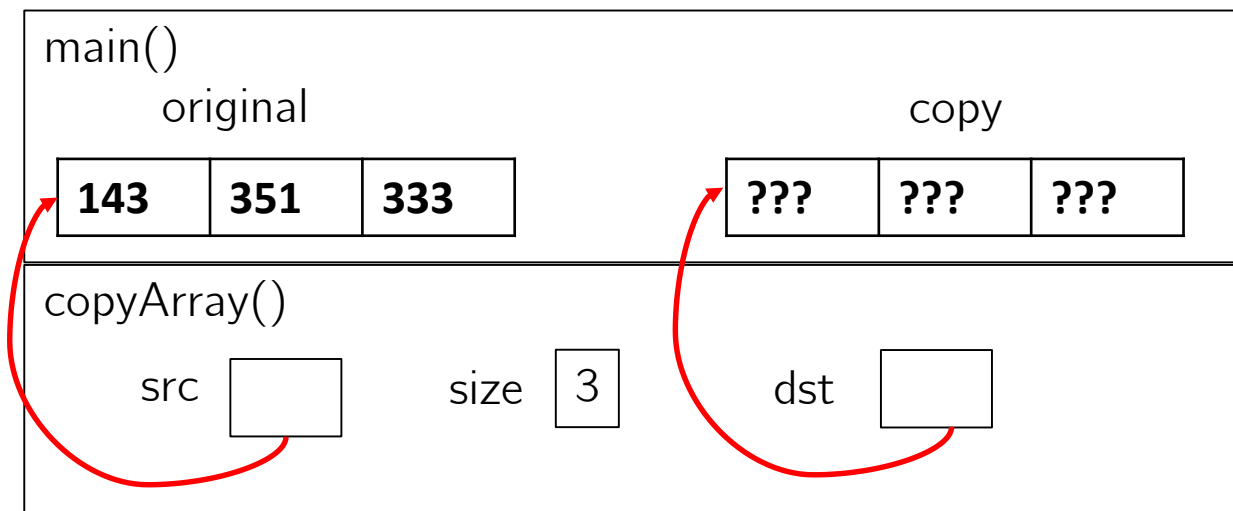 main()
original copy
143 351 333 ??? ??? ???
copyArray()
src size 3 dst